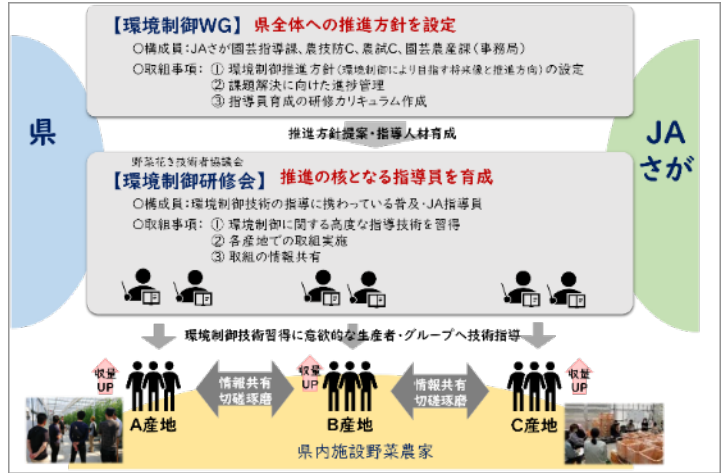 【環境制御WG】 県全体への推進方針を設定
○構成員:JAさが園芸指導課、農技防C、農試C、園芸農産課(事務局)
○取組事項: ① 環境制御推進方針(環境制御により目指す将来像と推進方向)の設定
② 課題解決に向けた進捗管理
③ 指導員育成の研修カリキュラム作成
県
JA
さが
推進方針提案・指導人材育成
野菜花き技術者協議会
【環境制御研修会】 推進の核となる指導員を育成
○構成員:環境制御技術の指導に携わっている普及・JA指導員
○取組事項: ① 環境制御に関する高度な指導技術を習得
② 各産地での取組実施
③ 取組の情報共有
環境制御技術習得に意欲的な生産者・グループへ技術指導
収量
UP
収量
UP
収量
UP
情報共有
切磋琢磨
情報共有
切磋琢磨
A産地
B産地
C産地
県内施設野菜農家